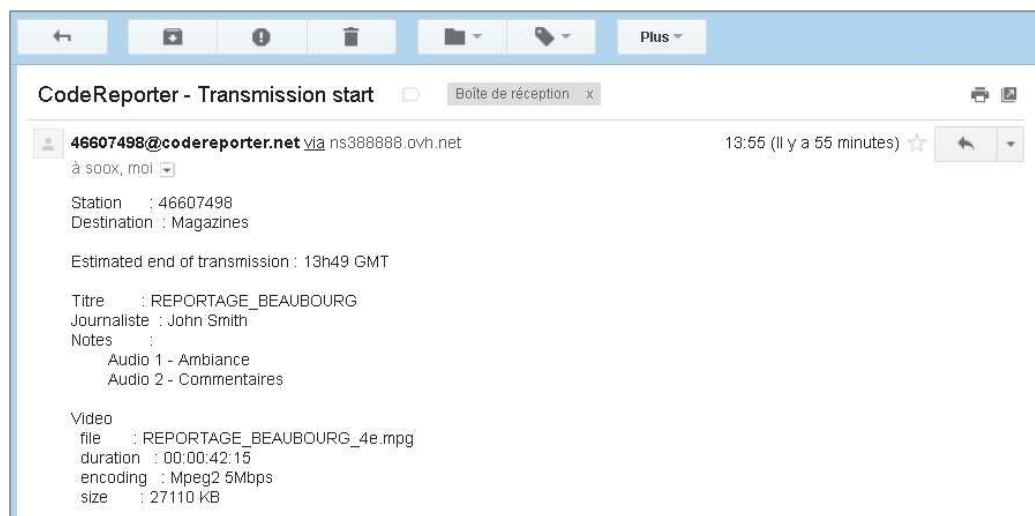 Plus
CodeReporter - Transmission start Boîte de réception x
46607498@codereporter.net via ns388888.ovh.net 13:55 (Il y a 55 minutes)
à soox, moi
Station : 46607498
Destination : Magazines
Estimated end of transmission : 13h49 GMT
Titre : REPORTAGE_BEAUBOURG
Journaliste : John Smith
Notes :
Audio 1 - Ambiance
Audio 2 - Commentaires
Video
file : REPORTAGE_BEAUBOURG_4e.mpg
duration : 00:00:42:15
encoding : Mpeg2 5Mbps
size : 27110 KB